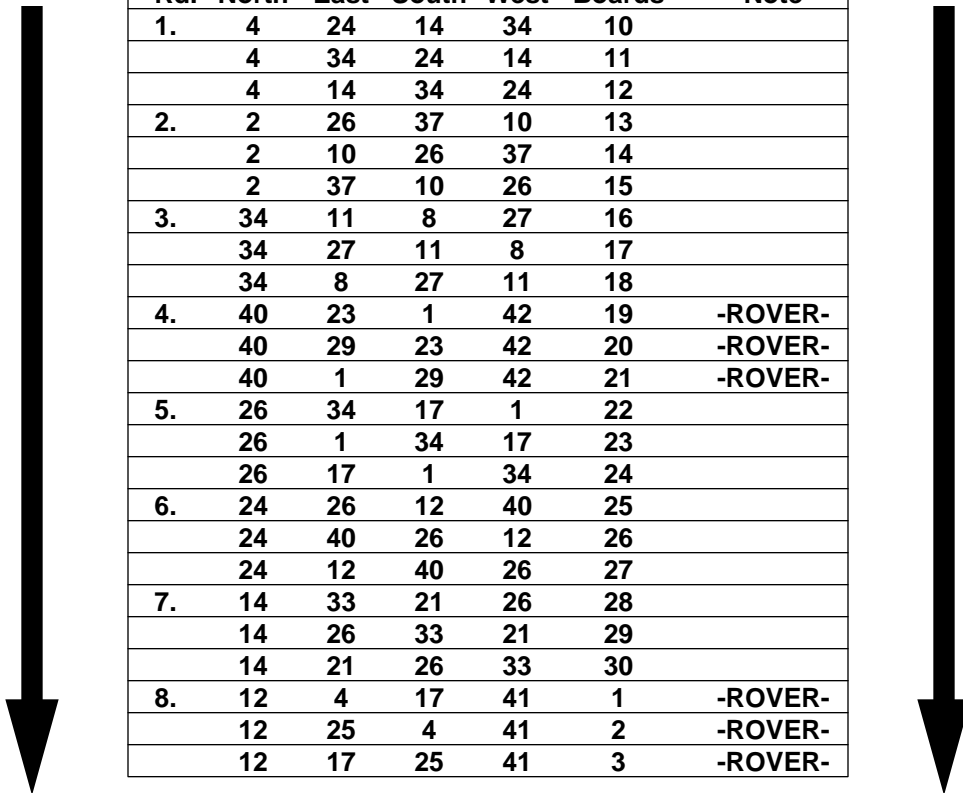 Rd. North East South West Boards Note
1. 4 24 14 34 10
4 34 24 14 11
4 14 34 24 12
2. 2 26 37 10 13
2 10 26 37 14
2 37 10 26 15
3. 34 11 8 27 16
34 27 11 8 17
34 8 27 11 18
4. 40 23 1 42 19 -ROVER-
40 29 23 42 20 -ROVER-
40 1 29 42 21 -ROVER-
5. 26 34 17 1 22
26 1 34 17 23
26 17 1 34 24
6. 24 26 12 40 25
24 40 26 12 26
24 12 40 26 27
7. 14 33 21 26 28
14 26 33 21 29
14 21 26 33 30
8. 12 4 17 41 1 -ROVER-
12 25 4 41 2 -ROVER-
12 17 25 41 3 -ROVER-